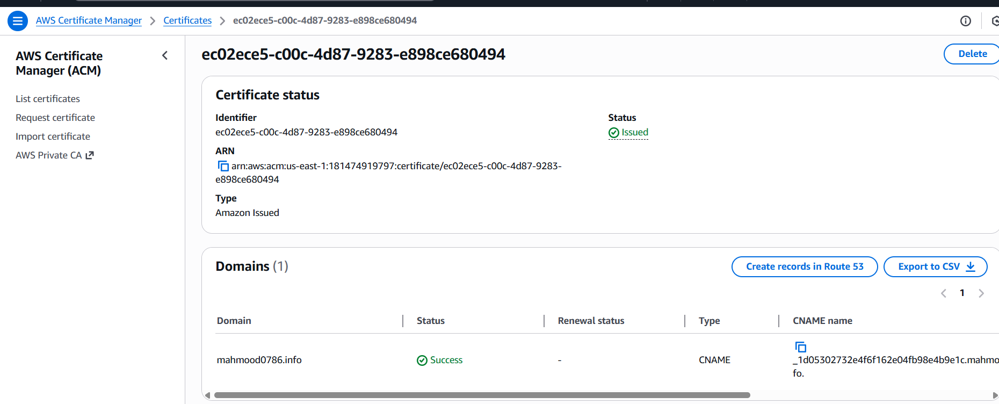 AWS Certificate Manager > Certificates > ec02ece5-c00c-4d87-9283-e898ce680494
AWS Certificate
Manager (ACM)
List certificates
Request certificate
Import certificate
AWS Private CA
ec02ece5-c00c-4d87-9283-e898ce680494
Delete
Certificate status
Identifier
ec02ece5-c00c-4d87-9283-e898ce680494
Status
Issued
ARN
arn:aws:acm:us-east-1:181474919797:certificate/ec02ece5-c00c-4d87-9283-
e898ce680494
Type
Amazon Issued
Domains (1)
Create records in Route 53
Export to CSV
1
Domain Status Renewal status Type CNAME name
mahmood0786.info Success - CNAME _1d05302732e4f6f162e04fb98e4b9e1c.mahmo
fo.